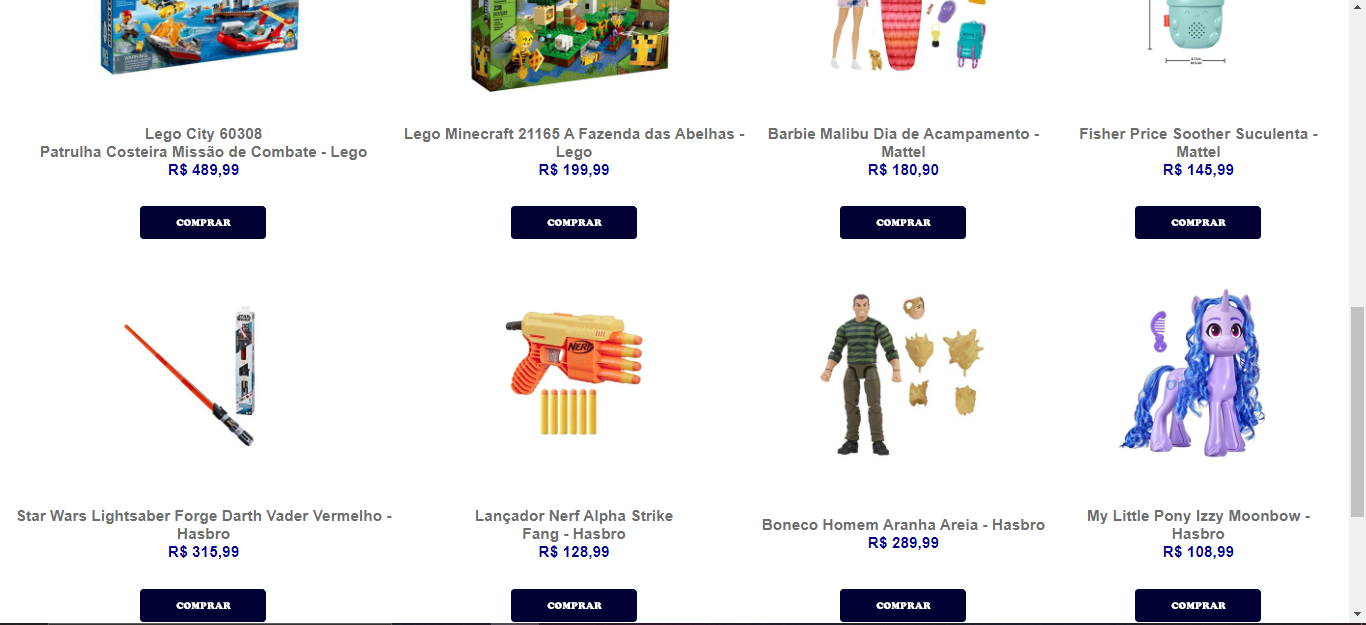 Lego City 60308
Patrulha Costeira Missão de Combate - Lego
R$ 489,99
Lego Minecraft 21165 A Fazenda das Abelhas -
Lego
R$ 199,99
Barbie Malibu Dia de Acampamento -
Mattel
R$ 180,90
Fisher Price Soother Suculenta -
Mattel
R$ 145,99
COMPRAR
COMPRAR
COMPRAR
COMPRAR
STAR WARS
NERF
Star Wars Lightsaber Forge Darth Vader Vermelho -
Hasbro
R$ 315,99
Lançador Nerf Alpha Strike
Fang - Hasbro
R$ 128,99
Boneco Homem Aranha Areia - Hasbro
R$ 289,99
My Little Pony Izzy Moonbow -
Hasbro
R$ 108,99
COMPRAR
COMPRAR
COMPRAR
COMPRAR